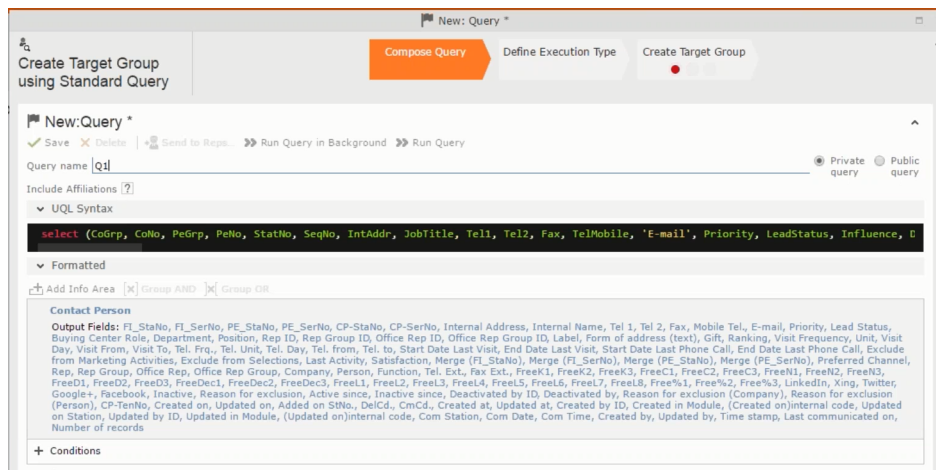 New: Query *
Create Target Group
using Standard Query
Compose Query
Define Execution Type
Create Target Group
New:Query *
Save Delete Send to Reps... Run Query in Background Run Query
Query name Q1
Private query
Public query
Include Affiliations ?
UQL Syntax
select (CoGrp, CoNo, PeGrp, PeNo, StatNo, SeqNo, IntAddr, JobTitle, Tel1, Tel2, Fax, TelMobile, 'E-mail', Priority, LeadStatus, Influence, D
Formatted
Add Info Area Group AND Group OR
Contact Person
Output Fields: FI_StaNo, FI_SerNo, PE_StaNo, PE_SerNo, CP-StaNo, CP-SerNo, Internal Address, Internal Name, Tel 1, Tel 2, Fax, Mobile Tel., E-mail, Priority, Lead Status,
Buying Center Role, Department, Position, Rep ID, Rep Group ID, Office Rep ID, Office Rep Group ID, Label, Form of address (text), Gift, Ranking, Visit Frequency, Unit, Visit
Day, Visit From, Visit To, Tel. Frq., Tel. Unit, Tel. Day, Tel. from, Tel. to, Start Date Last Visit, End Date Last Visit, Start Date Last Phone Call, End Date Last Phone Call, Exclude
from Marketing Activities, Exclude from Selections, Last Activity, Satisfaction, Merge (FI_StaNo), Merge (FI_SerNo), Merge (PE_StaNo), Merge (PE_SerNo), Preferred Channel,
Rep, Rep Group, Office Rep, Office Rep Group, Company, Person, Function, Tel. Ext., Fax Ext., FreeK1, FreeK2, FreeK3, FreeC1, FreeC2, FreeC3, FreeN1, FreeN2, FreeN3,
FreeD1, FreeD2, FreeD3, FreeDec1, FreeDec2, FreeDec3, FreeL1, FreeL2, FreeL3, FreeL4, FreeL5, FreeL6, FreeL7, FreeL8, Free%1, Free%2, Free%3, LinkedIn, Xing, Twitter,
Google+, Facebook, Inactive, Reason for exclusion, Active since, Inactive since, Deactivated by ID, Deactivated by, Reason for exclusion (Company), Reason for exclusion
(Person), CP-TenNo, Created on, Updated on, Added on StNo., DelCd., CmCd., Created at, Updated at, Created by ID, Created in Module, (Created on)internal code, Updated
on Station, Updated by ID, Updated in Module, (Updated on)internal code, Com Station, Com Date, Com Time, Created by, Updated by, Time stamp, Last communicated on,
Number of records
+ Conditions